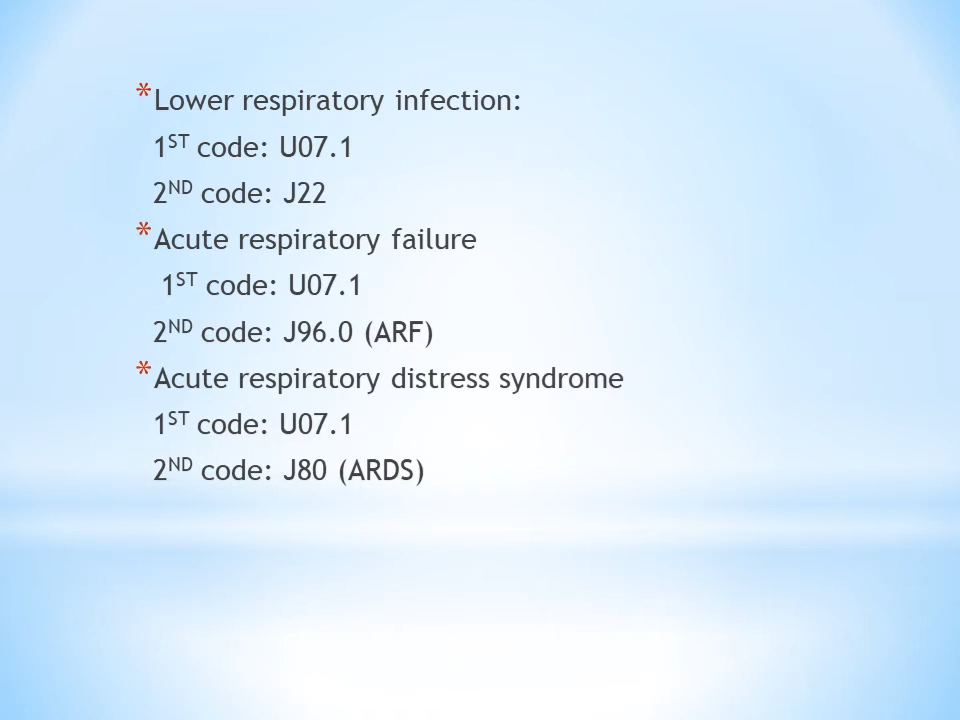 * Lower respiratory infection:
1ST code: U07.1
2ND code: J22
* Acute respiratory failure
1ST code: U07.1
2ND code: J96.0 (ARF)
* Acute respiratory distress syndrome
1ST code: U07.1
2ND code: J80 (ARDS)